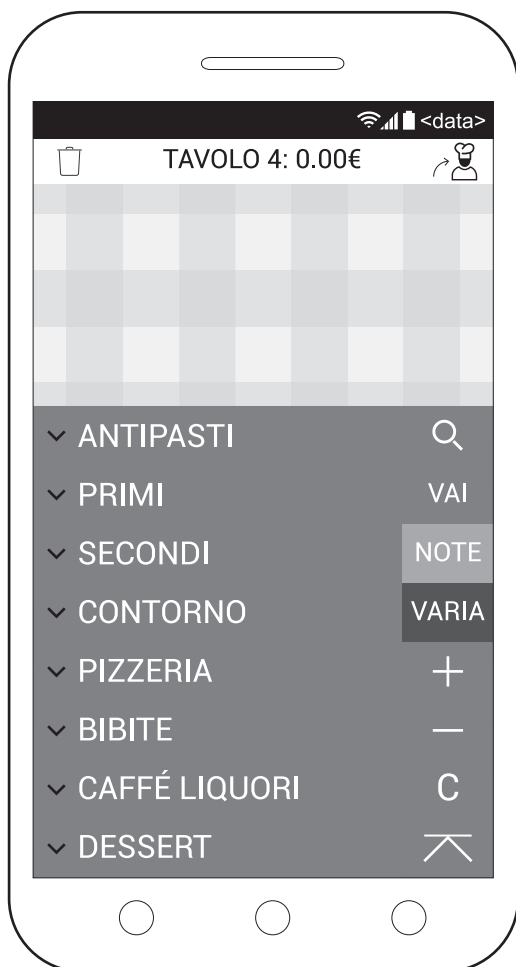 <data>
TAVOLO 4: 0.00€
ANTIPASTI
PRIMI VAI
SECONDI NOTE
CONTORNO VARIA
PIZZERIA +
BIBITE –
CAFFÉ LIQUORI C
DESSERT